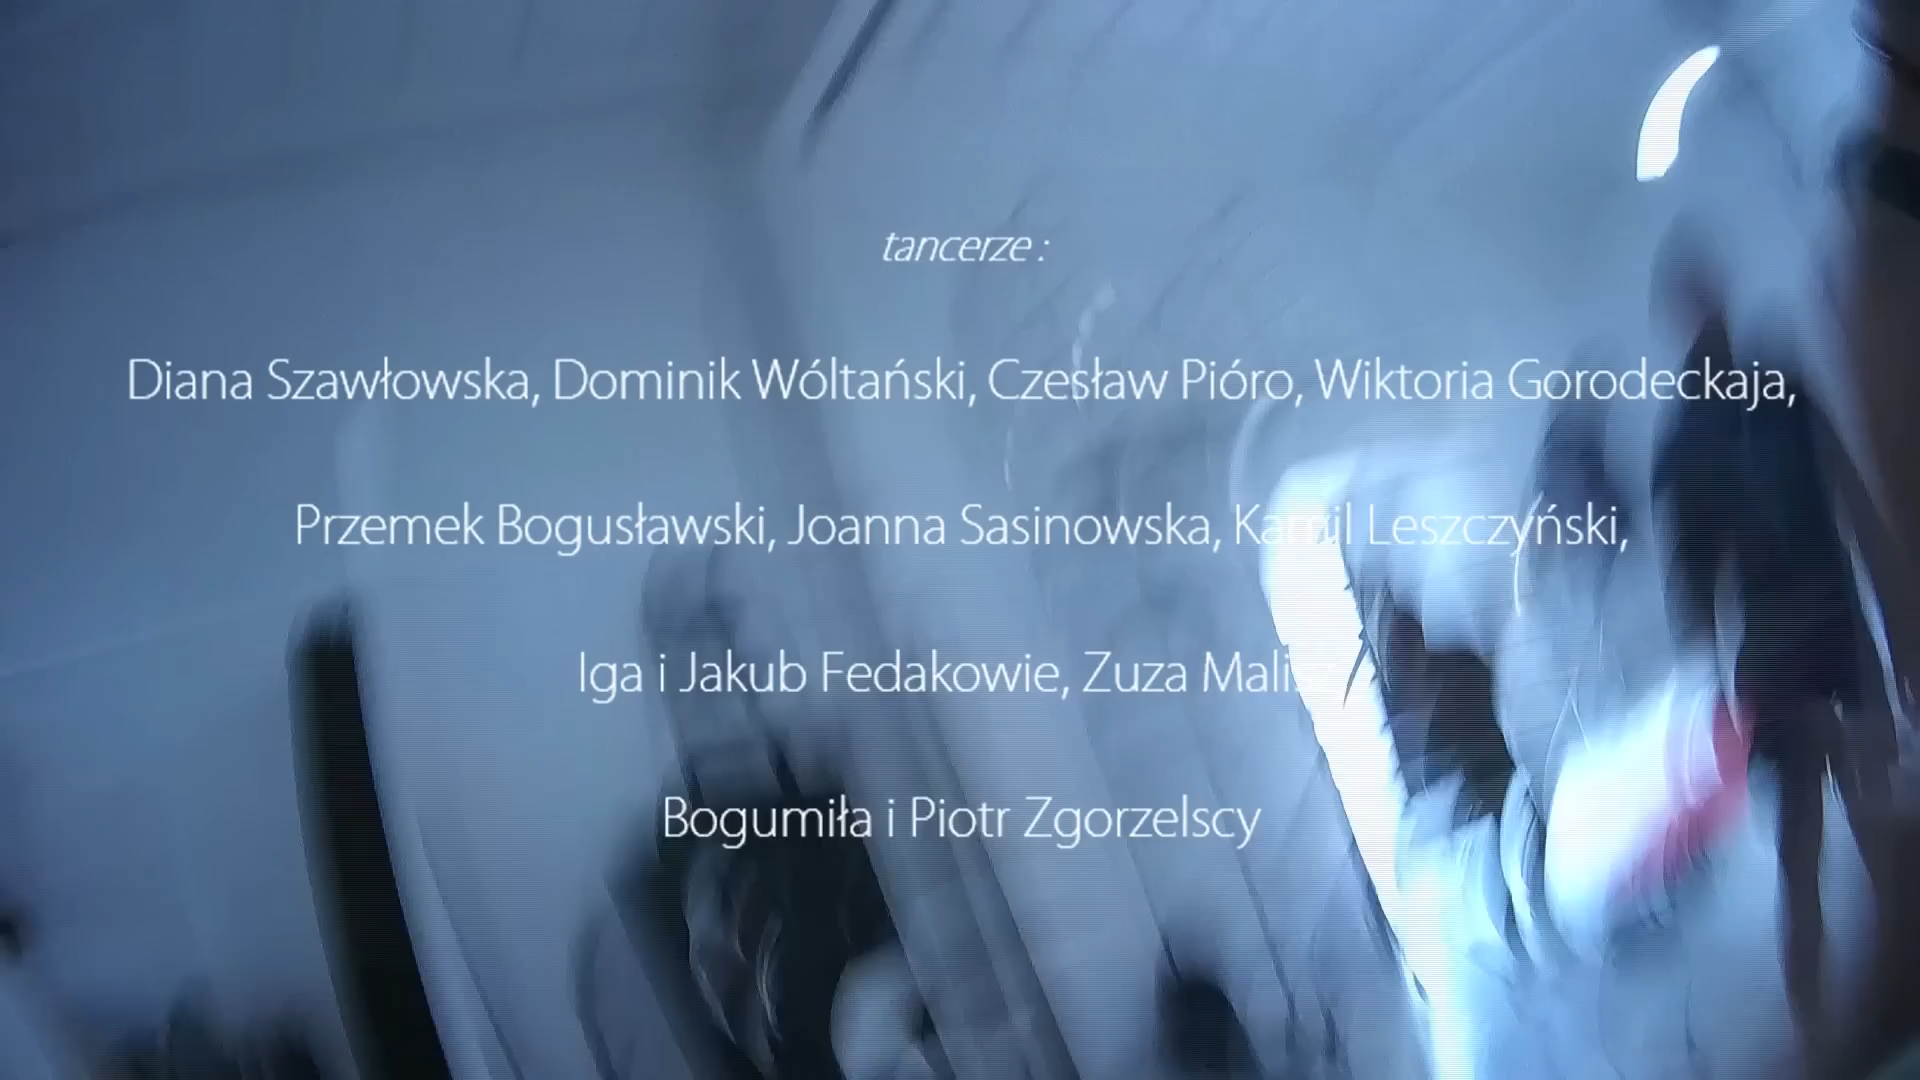 tancerze :
Diana Szawłowska, Dominik Wóltański, Czesław Pióro, Wiktoria Gorodeckaja,
Przemek Bogusławski, Joanna Sasinowska, Kamil Leszczyński,
Iga i Jakub Fedakowie, Zuza
Bogumiła i Piotr Zgorzelscy